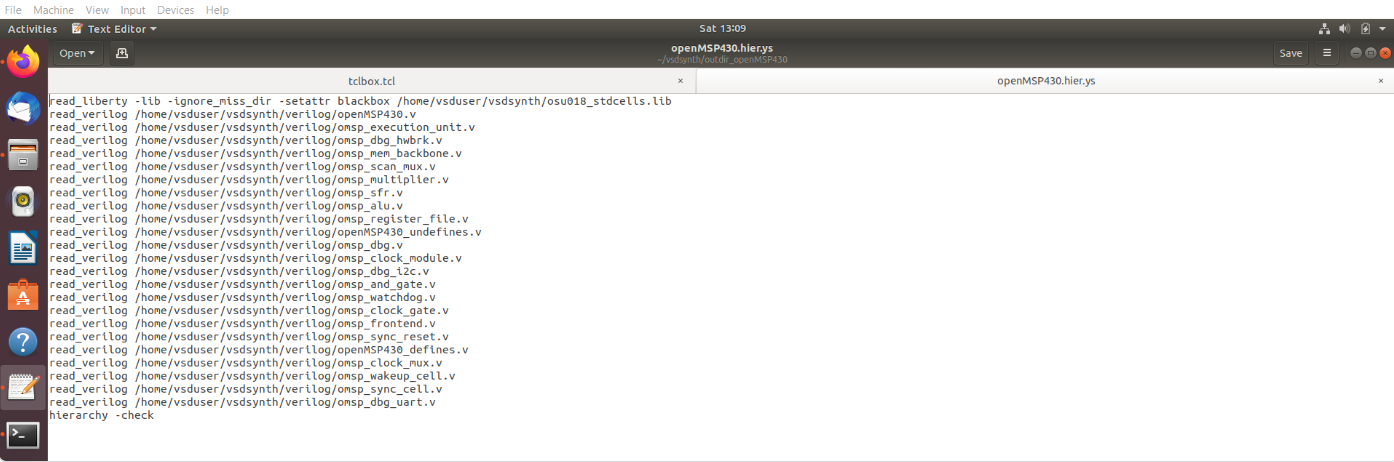 File Machine View Input Devices Help
Activities Text Editor Sat 13:09
Open openMSP430.hier.ys Save
~/vsdsynth/outdir_openMSP430
tclbox.tcl × openMSP430.hier.ys ×
read_liberty -lib -ignore_miss_dir -setattr blackbox /home/vsduser/vsdsynth/osu018_stdcells.lib
read_verilog /home/vsduser/vsdsynth/verilog/openMSP430.v
read_verilog /home/vsduser/vsdsynth/verilog/omsp_execution_unit.v
read_verilog /home/vsduser/vsdsynth/verilog/omsp_dbg_hwbrk.v
read_verilog /home/vsduser/vsdsynth/verilog/omsp_mem_backbone.v
read_verilog /home/vsduser/vsdsynth/verilog/omsp_scan_mux.v
read_verilog /home/vsduser/vsdsynth/verilog/omsp_multiplier.v
read_verilog /home/vsduser/vsdsynth/verilog/omsp_sfr.v
read_verilog /home/vsduser/vsdsynth/verilog/omsp_alu.v
read_verilog /home/vsduser/vsdsynth/verilog/omsp_register_file.v
read_verilog /home/vsduser/vsdsynth/verilog/openMSP430_undefines.v
read_verilog /home/vsduser/vsdsynth/verilog/omsp_dbg.v
read_verilog /home/vsduser/vsdsynth/verilog/omsp_clock_module.v
read_verilog /home/vsduser/vsdsynth/verilog/omsp_dbg_i2c.v
read_verilog /home/vsduser/vsdsynth/verilog/omsp_and_gate.v
read_verilog /home/vsduser/vsdsynth/verilog/omsp_watchdog.v
read_verilog /home/vsduser/vsdsynth/verilog/omsp_clock_gate.v
read_verilog /home/vsduser/vsdsynth/verilog/omsp_frontend.v
read_verilog /home/vsduser/vsdsynth/verilog/omsp_sync_reset.v
read_verilog /home/vsduser/vsdsynth/verilog/openMSP430_defines.v
read_verilog /home/vsduser/vsdsynth/verilog/omsp_clock_mux.v
read_verilog /home/vsduser/vsdsynth/verilog/omsp_wakeup_cell.v
read_verilog /home/vsduser/vsdsynth/verilog/omsp_sync_cell.v
read_verilog /home/vsduser/vsdsynth/verilog/omsp_dbg_uart.v
hierarchy -check